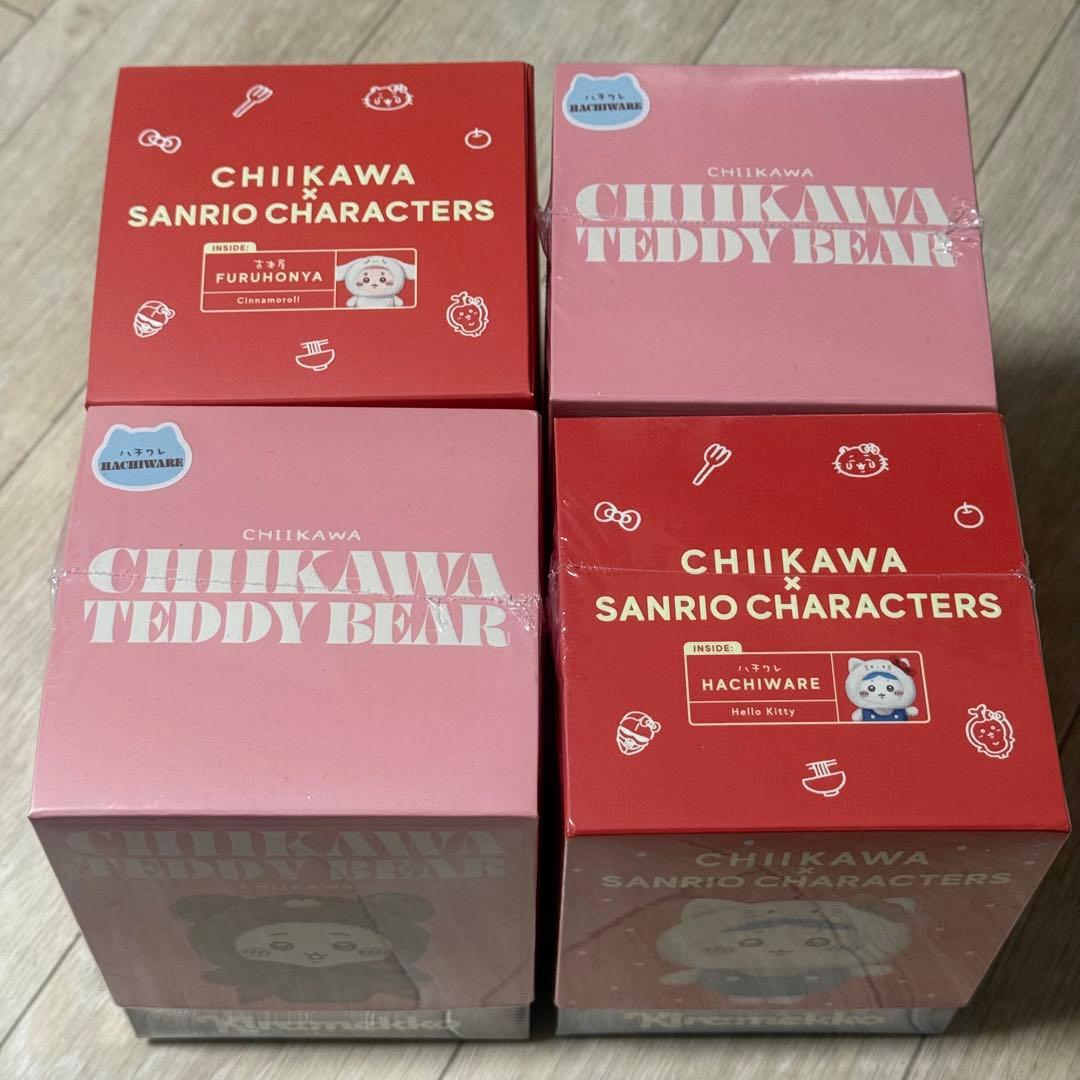 CHIIKAWA
×
SANRIO CHARACTERS
INSIDE:
古本屋
FURUHONYA
Cinnamoroll
ハチワレ
HACHIWARE
CHIIKAWA
CHIIKAWA
TEDDY BEAR
ハチワレ
HACHIWARE
CHIIKAWA
CHIIKAWA
TEDDY BEAR
CHIIKAWA
TEDDY BEAR
CHIIKAWA
Kiramekko
CHIIKAWA
×
SANRIO CHARACTERS
INSIDE:
ハチワレ
HACHIWARE
Hello Kitty
CHIIKAWA
×
SANRIO CHARACTERS
Kiramekko